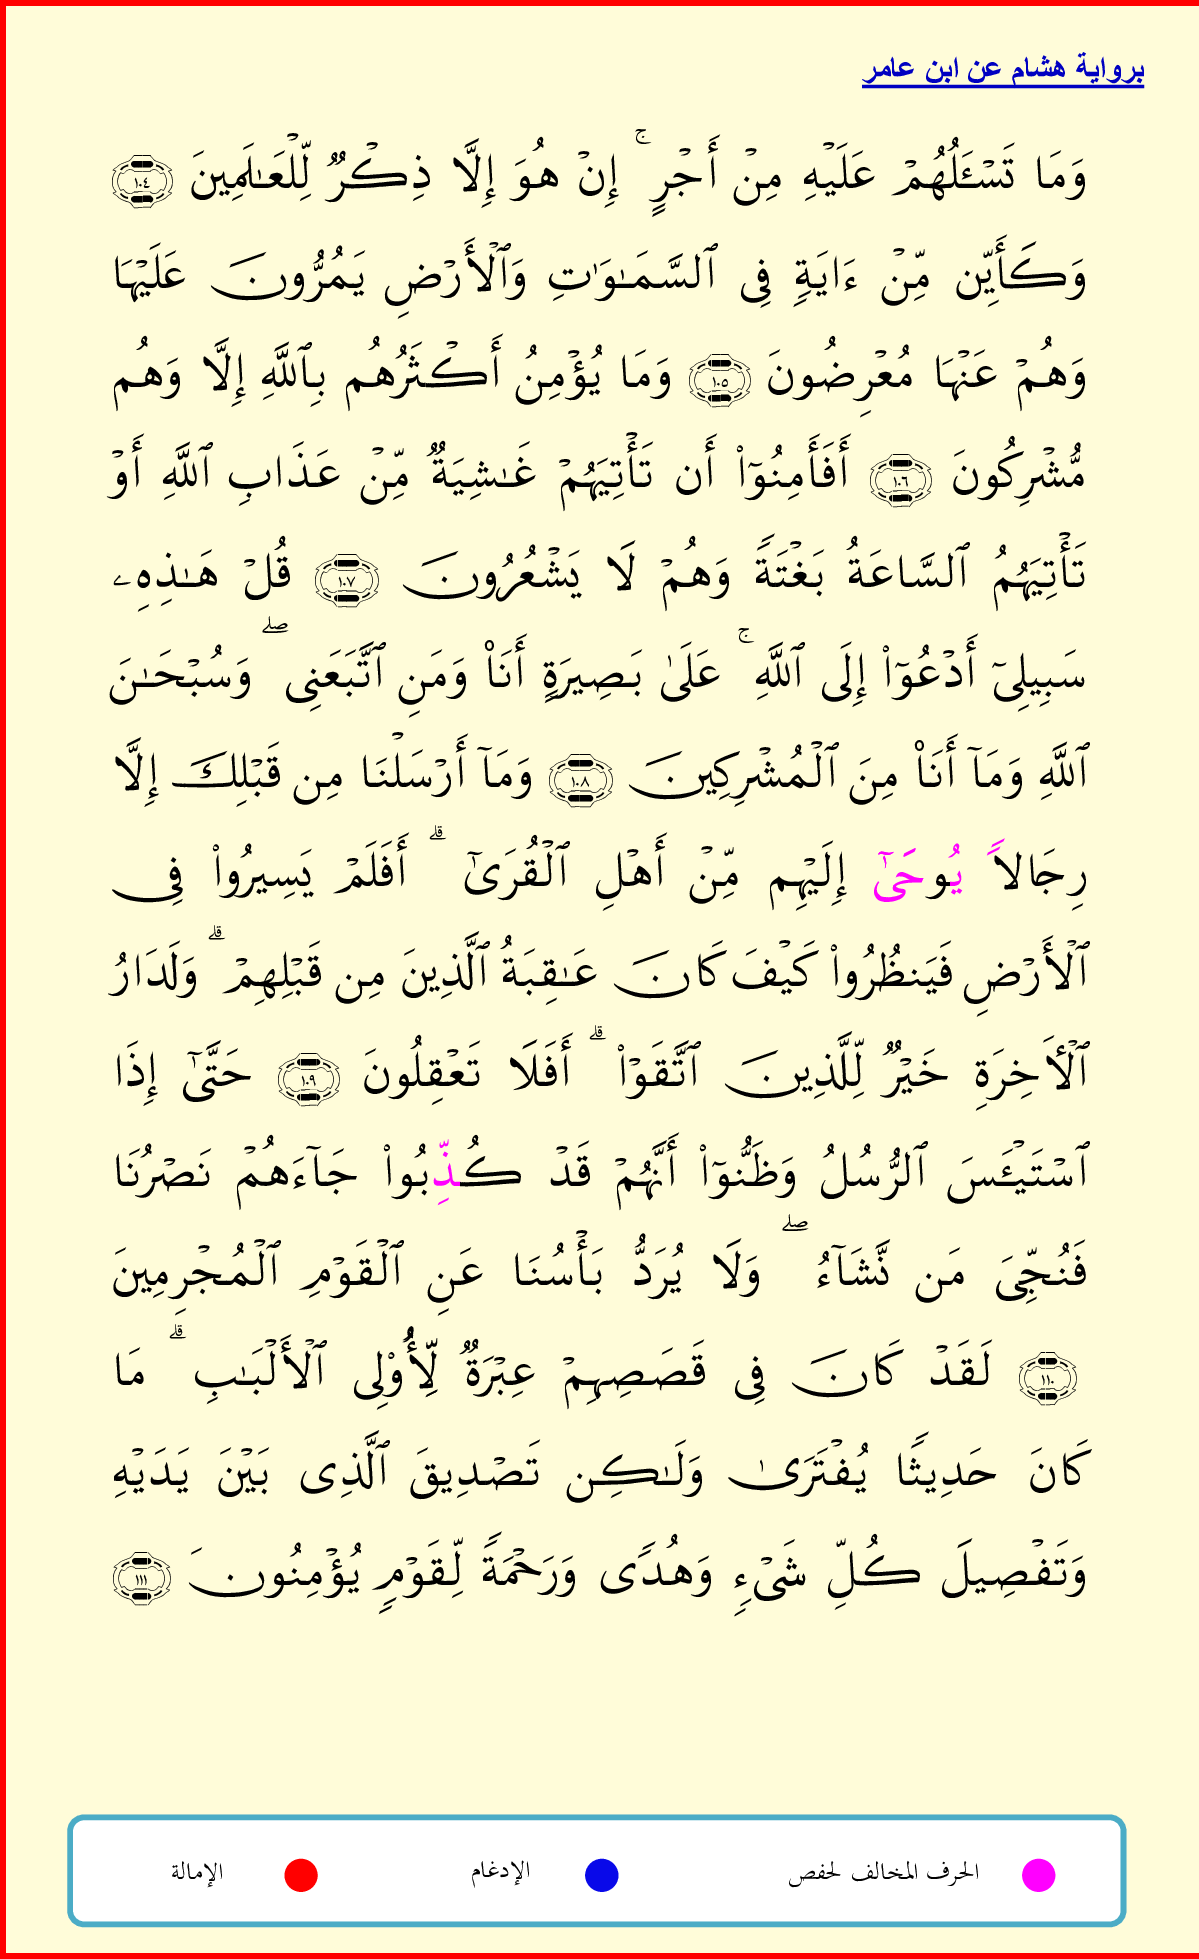 برواية هشام عن ابن عامر
وَمَا تَسۡـَٔلُهُمۡ عَلَيۡهِ مِنۡ أَجۡرٍۚ إِنۡ هُوَ إِلَّا ذِكۡرٞ لِّلۡعَٰلَمِينَ ١٠٤
وَكَأَيِّن مِّنۡ ءَايَةٖ فِي ٱلسَّمَٰوَٰتِ وَٱلۡأَرۡضِ يَمُرُّونَ عَلَيۡهَا
وَهُمۡ عَنۡهَا مُعۡرِضُونَ ١٠٥ وَمَا يُؤۡمِنُ أَكۡثَرُهُم بِٱللَّهِ إِلَّا وَهُم
مُّشۡرِكُونَ ١٠٦ أَفَأَمِنُوٓاْ أَن تَأۡتِيَهُمۡ غَٰشِيَةٞ مِّنۡ عَذَابِ ٱللَّهِ أَوۡ
تَأۡتِيَهُمُ ٱلسَّاعَةُ بَغۡتَةٗ وَهُمۡ لَا يَشۡعُرُونَ ١٠٧ قُلۡ هَٰذِهِۦ
سَبِيلِيٓ أَدۡعُوٓاْ إِلَى ٱللَّهِۚ عَلَىٰ بَصِيرَةٍ أَنَا۠ وَمَنِ ٱتَّبَعَنِيۖ وَسُبۡحَٰنَ
ٱللَّهِ وَمَآ أَنَا۠ مِنَ ٱلۡمُشۡرِكِينَ ١٠٨ وَمَآ أَرۡسَلۡنَا مِن قَبۡلِكَ إِلَّا
رِجَالٗا يُوحَىٰٓ إِلَيۡهِم مِّنۡ أَهۡلِ ٱلۡقُرَىٰٓۗ أَفَلَمۡ يَسِيرُواْ فِي
ٱلۡأَرۡضِ فَيَنظُرُواْ كَيۡفَ كَانَ عَٰقِبَةُ ٱلَّذِينَ مِن قَبۡلِهِمۡۗ وَلَدَارُ
ٱلۡأٓخِرَةِ خَيۡرٞ لِّلَّذِينَ ٱتَّقَوۡاْۗ أَفَلَا تَعۡقِلُونَ ١٠٩ حَتَّىٰٓ إِذَا
ٱسۡتَيۡـَٔسَ ٱلرُّسُلُ وَظَنُّوٓاْ أَنَّهُمۡ قَدۡ كُذِّبُواْ جَآءَهُمۡ نَصۡرُنَا
فَنُجِّيَ مَن نَّشَآءُۖ وَلَا يُرَدُّ بَأۡسُنَا عَنِ ٱلۡقَوۡمِ ٱلۡمُجۡرِمِينَ
١١٠ لَقَدۡ كَانَ فِي قَصَصِهِمۡ عِبۡرَةٞ لِّأُوْلِي ٱلۡأَلۡبَٰبِۗ مَا
كَانَ حَدِيثٗا يُفۡتَرَىٰ وَلَٰكِن تَصۡدِيقَ ٱلَّذِي بَيۡنَ يَدَيۡهِ
وَتَفۡصِيلَ كُلِّ شَيۡءٖ وَهُدٗى وَرَحۡمَةٗ لِّقَوۡمٖ يُؤۡمِنُونَ ١١١
الحرف المخالف لحفص الإدغام الإمالة